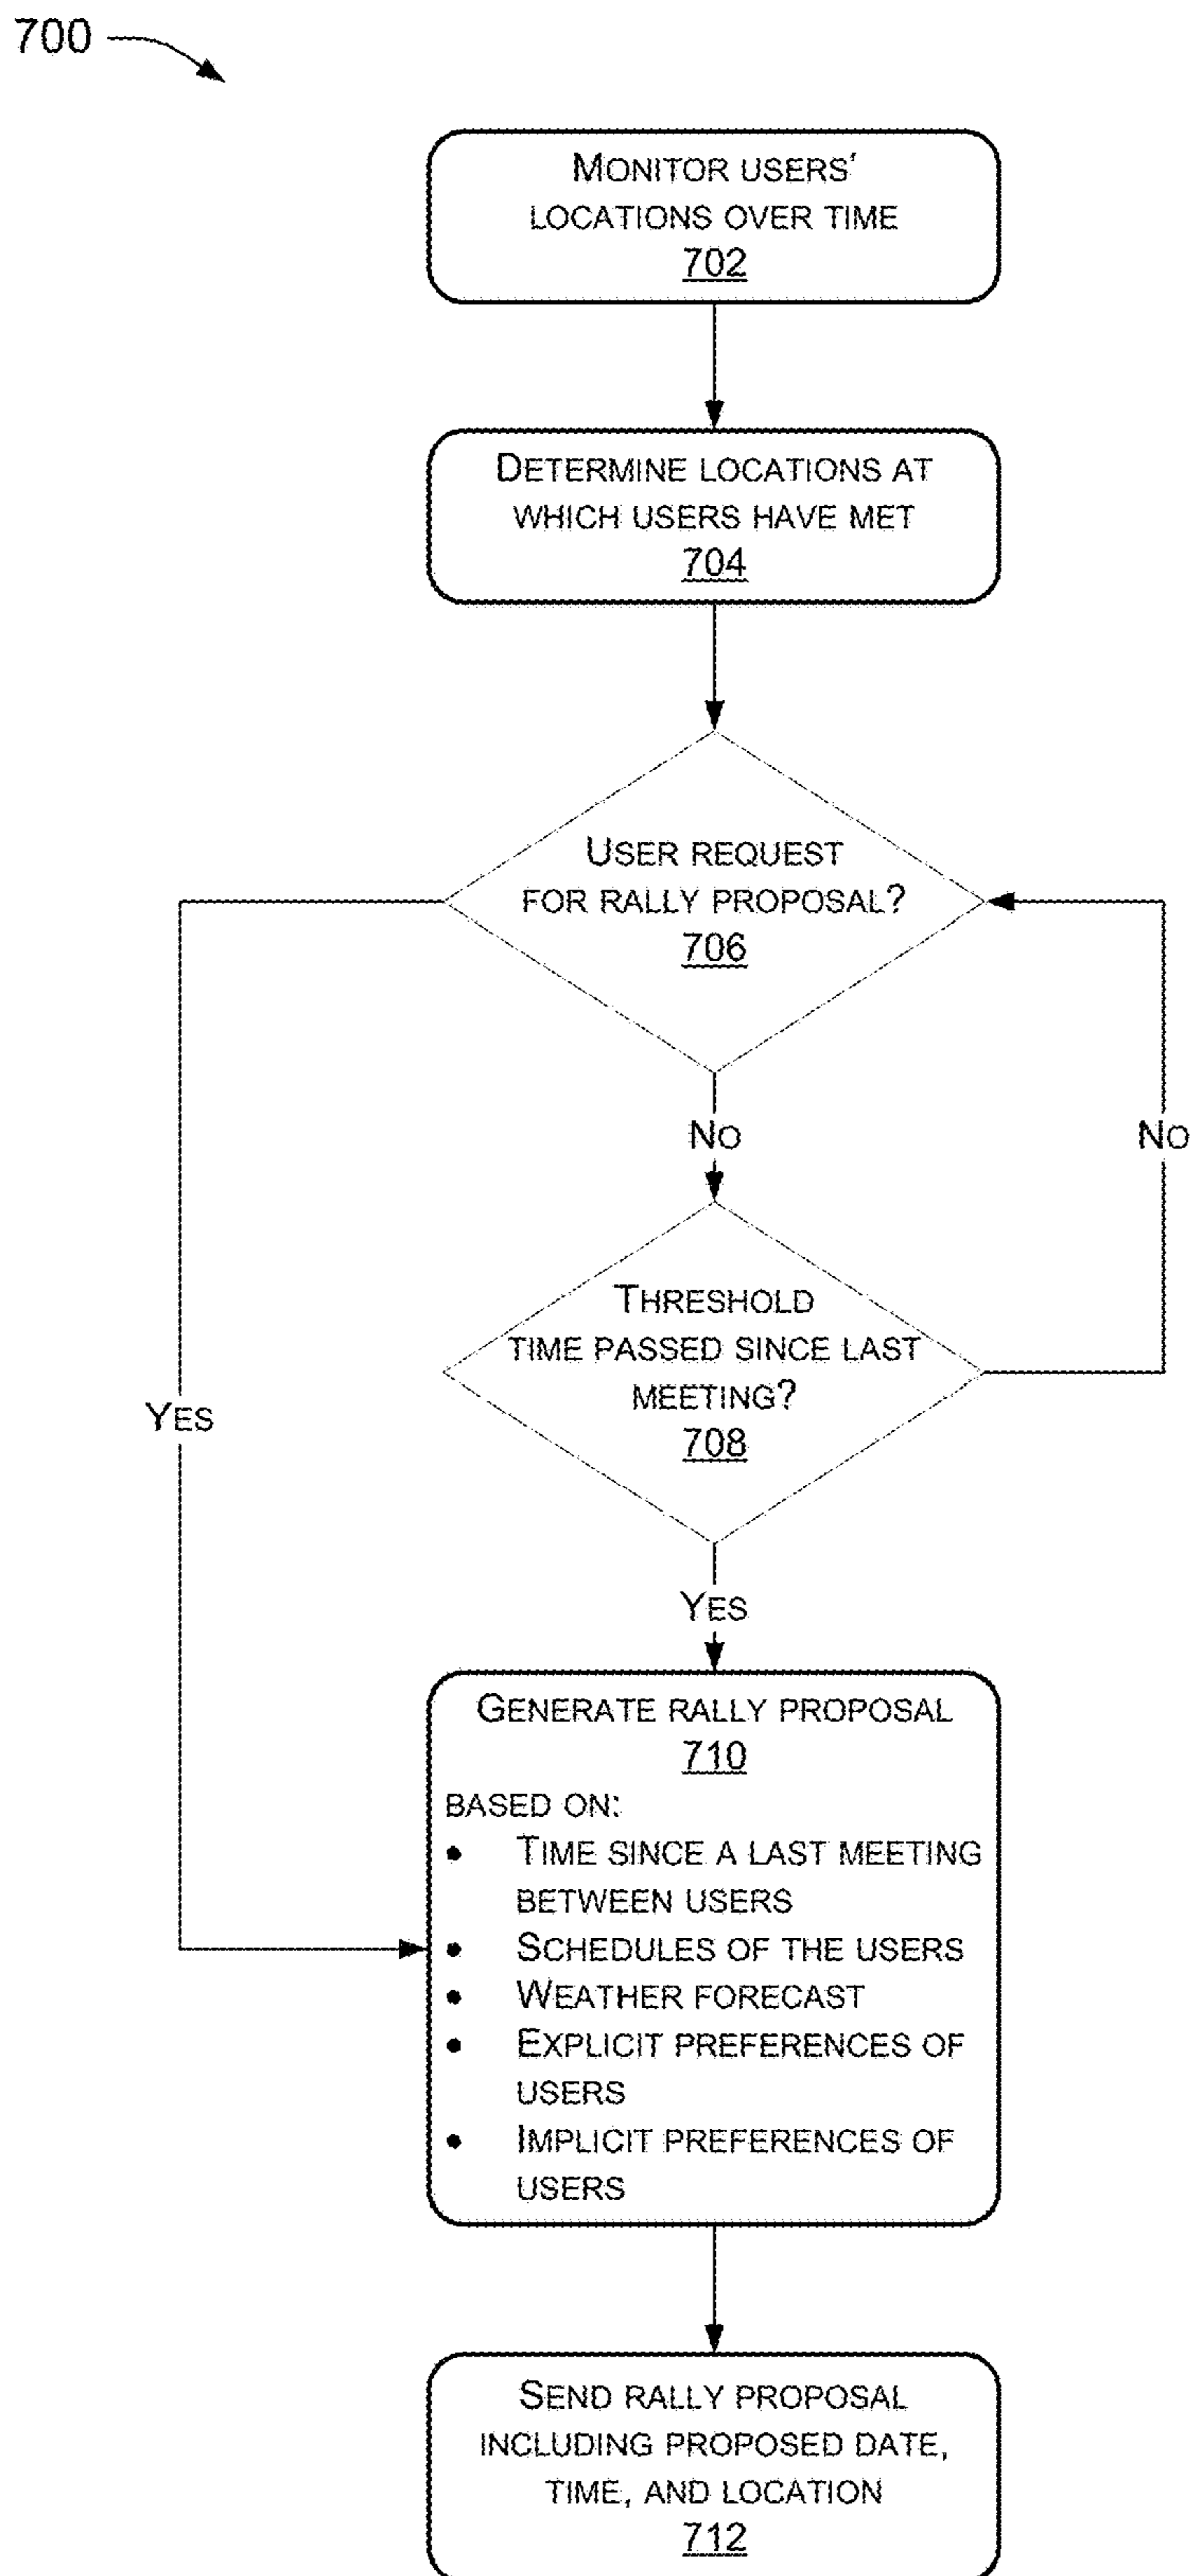 700
MONITOR USERS'
LOCATIONS OVER TIME
702
DETERMINE LOCATIONS AT
WHICH USERS HAVE MET
704
USER REQUEST
FOR RALLY PROPOSAL?
706
NO
NO
THRESHOLD
TIME PASSED SINCE LAST
MEETING?
708
YES
YES
GENERATE RALLY PROPOSAL
710
BASED ON:
• TIME SINCE A LAST MEETING
BETWEEN USERS
• SCHEDULES OF THE USERS
• WEATHER FORECAST
• EXPLICIT PREFERENCES OF
USERS
• IMPLICIT PREFERENCES OF
USERS
SEND RALLY PROPOSAL
INCLUDING PROPOSED DATE,
TIME, AND LOCATION
712